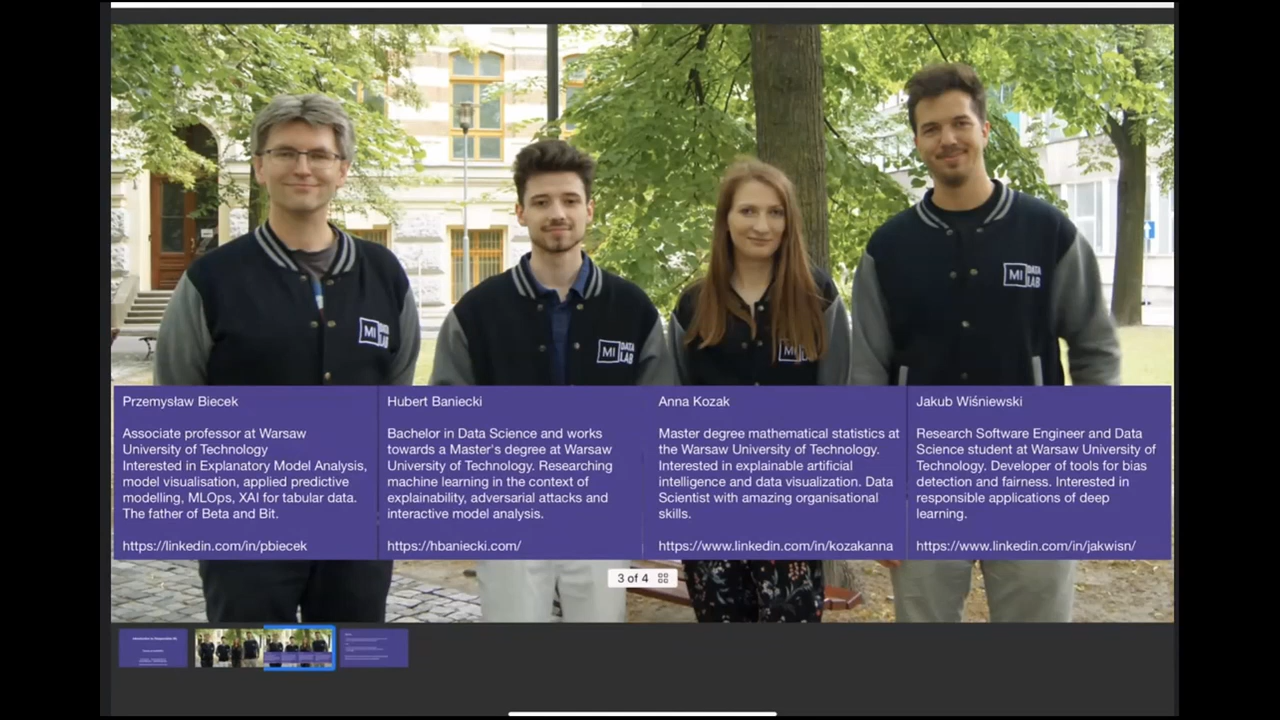 MI DATA LAB
MI DATA LAB
MI
MI DATA LAB
Przemysław Biecek
Associate professor at Warsaw
University of Technology
Interested in Explanatory Model Analysis,
model visualisation, applied predictive
modelling, MLOps, XAI for tabular data.
The father of Beta and Bit.
https://linkedin.com/in/pbiecek
Hubert Baniecki
Bachelor in Data Science and works
towards a Master's degree at Warsaw
University of Technology. Researching
machine learning in the context of
explainability, adversarial attacks and
interactive model analysis.
https://hbaniecki.com/
Anna Kozak
Master degree mathematical statistics at
the Warsaw University of Technology.
Interested in explainable artificial
intelligence and data visualization. Data
Scientist with amazing organisational
skills.
https://www.linkedin.com/in/kozakanna
Jakub Wiśniewski
Research Software Engineer and Data
Science student at Warsaw University of
Technology. Developer of tools for bias
detection and fairness. Interested in
responsible applications of deep
learning.
https://www.linkedin.com/in/jakwisn/
3 of 4